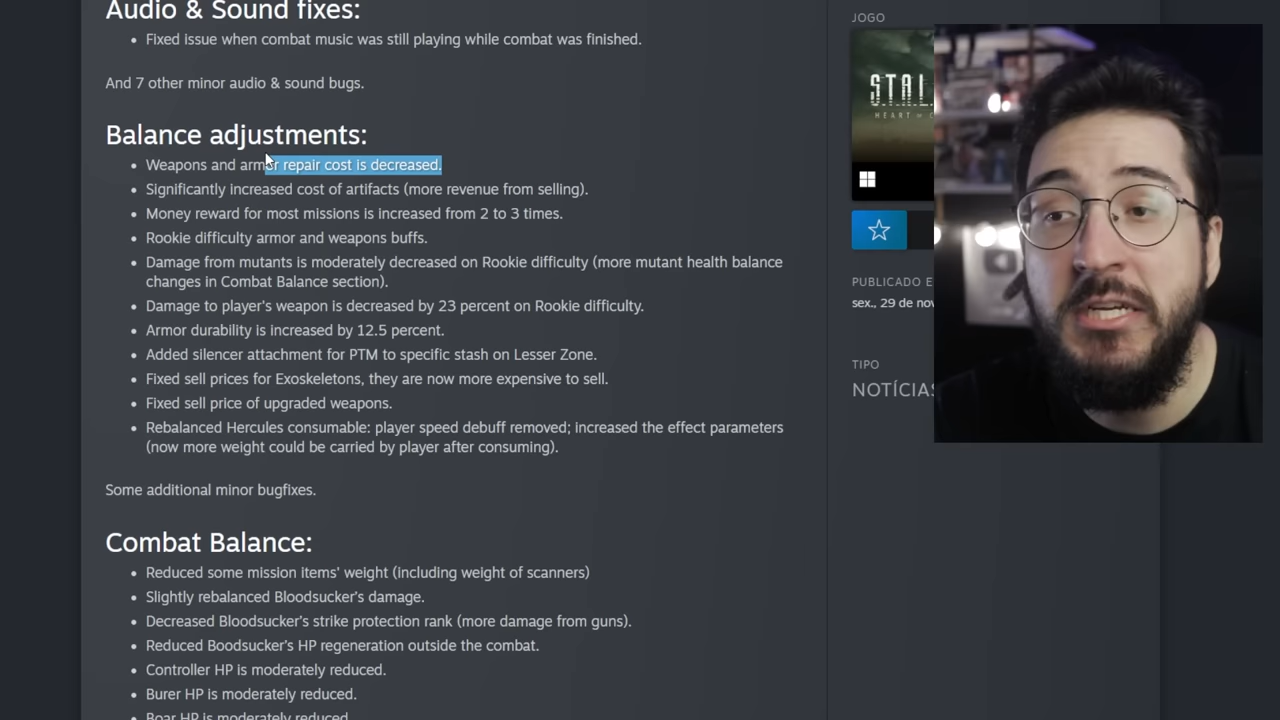 Audio & Sound fixes:
Fixed issue when combat music was still playing while combat was finished.
And 7 other minor audio & sound bugs.
Balance adjustments:
Weapons and armor repair cost is decreased.
Significantly increased cost of artifacts (more revenue from selling).
Money reward for most missions is increased from 2 to 3 times.
Rookie difficulty armor and weapons buffs.
Damage from mutants is moderately decreased on Rookie difficulty (more mutant health balance
changes in Combat Balance section).
Damage to player's weapon is decreased by 23 percent on Rookie difficulty.
Armor durability is increased by 12.5 percent.
Added silencer attachment for PTM to specific stash on Lesser Zone.
Fixed sell prices for Exoskeletons, they are now more expensive to sell.
Fixed sell price of upgraded weapons.
Rebalanced Hercules consumable: player speed debuff removed; increased the effect parameters
(now more weight could be carried by player after consuming).
Some additional minor bugfixes.
Combat Balance:
Reduced some mission items' weight (including weight of scanners)
Slightly rebalanced Bloodsucker's damage.
Decreased Bloodsucker's strike protection rank (more damage from guns).
Reduced Boodsucker's HP regeneration outside the combat.
Controller HP is moderately reduced.
Burer HP is moderately reduced.
Boar HP is moderately reduced.
JOGO
S.T.A.L.
HEART OF C
PUBLICADO E
sex., 29 de nov
TIPO
NOTÍCIAS